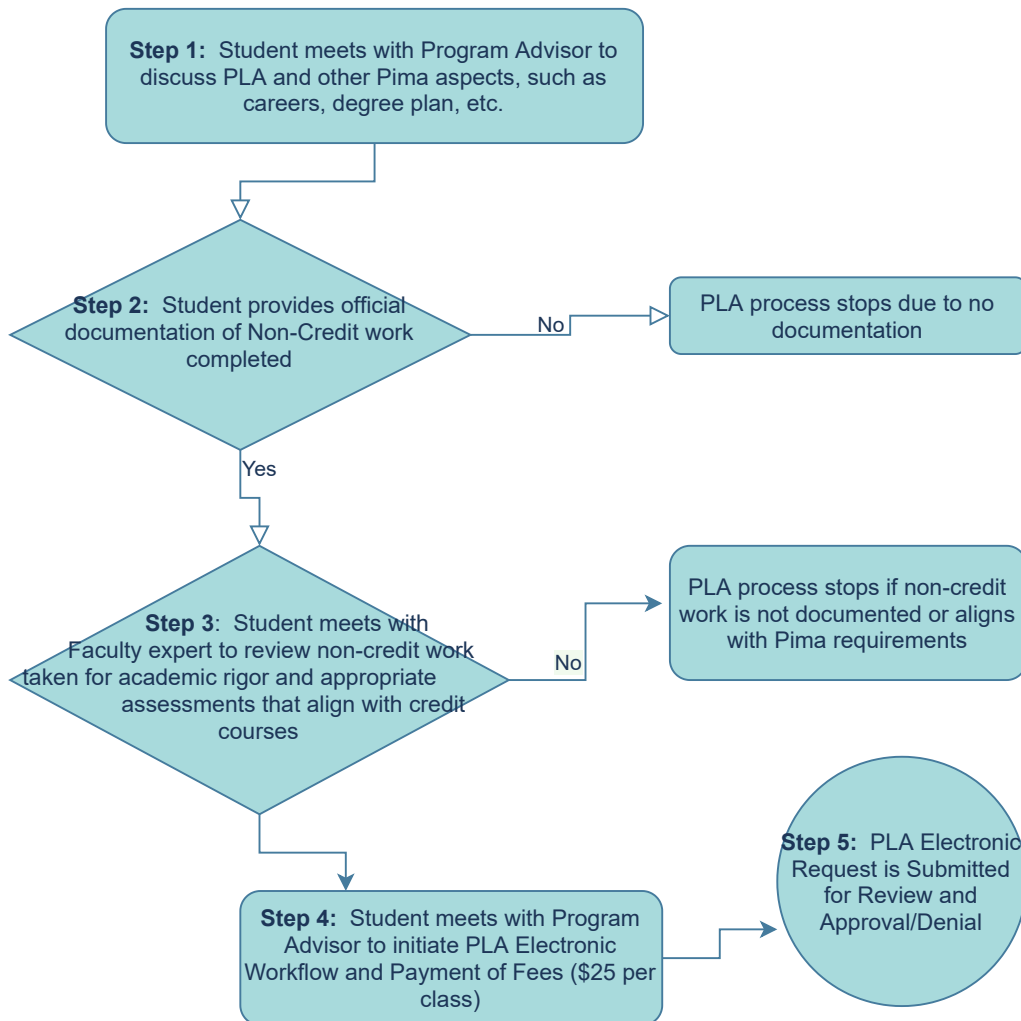 Step 1: Student meets with Program Advisor to
discuss PLA and other Pima aspects, such as
careers, degree plan, etc.
Step 2: Student provides official
documentation of Non-Credit work
completed
No
PLA process stops due to no
documentation
Yes
Step 3: Student meets with
Faculty expert to review non-credit work
taken for academic rigor and appropriate
assessments that align with credit
courses
No
PLA process stops if non-credit
work is not documented or aligns
with Pima requirements
Step 4: Student meets with Program
Advisor to initiate PLA Electronic
Workflow and Payment of Fees ($25 per
class)
Step 5: PLA Electronic
Request is Submitted
for Review and
Approval/Denial